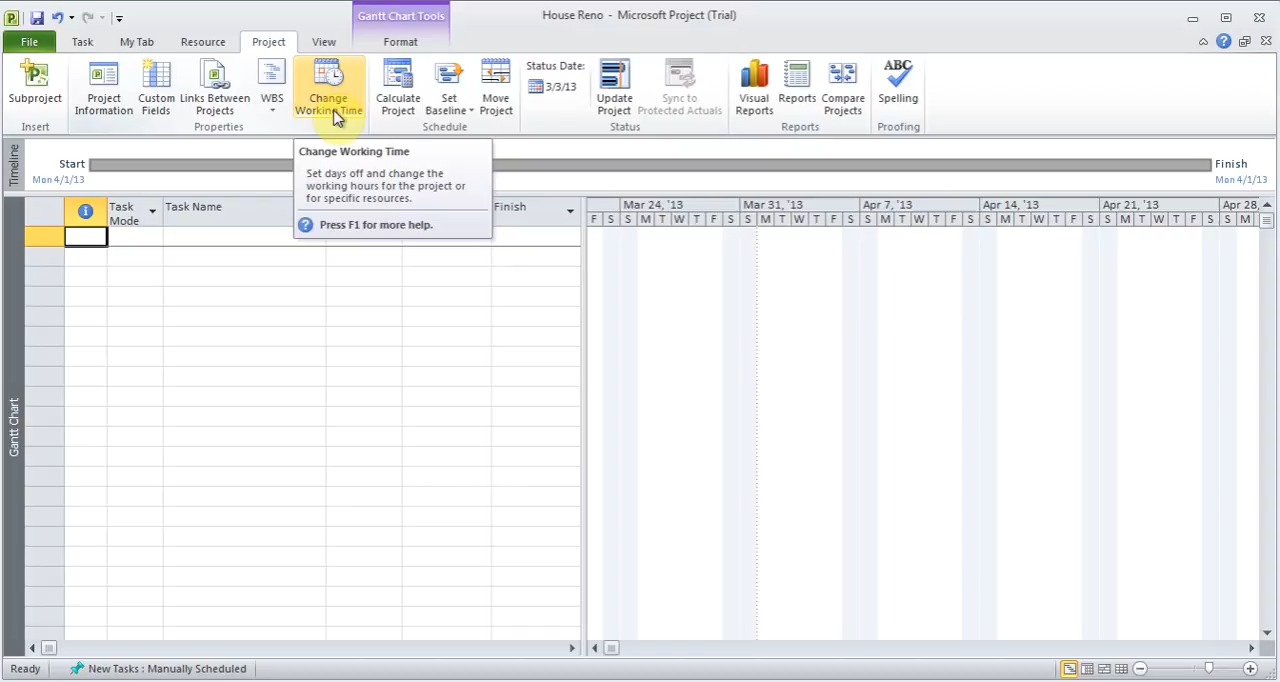 Gantt Chart Tools
House Reno - Microsoft Project (Trial)
File Task My Tab Resource Project View Format
Subproject
Project Information
Custom Fields
Links Between Projects
WBS
Change Working Time
Calculate Project
Set Baseline
Move Project
Status Date:
3/3/13
Update Project
Sync to Protected Actuals
Visual Reports
Reports
Compare Projects
ABC
Spelling
Insert Properties Schedule Status Reports Proofing
Timeline
Start
Mon 4/1/13
Finish
Mon 4/1/13
Change Working Time
Set days off and change the
working hours for the project or
for specific resources.
Press F1 for more help.
Task Mode
Task Name
Finish
Mar 24, '13 Mar 31, '13 Apr 7, '13 Apr 14, '13 Apr 21, '13 Apr 28,
F S S M T W T F S S M T W T F S S M T W T F S S M T W T F S S M T W T F S S M
Gantt Chart
Ready New Tasks : Manually Scheduled